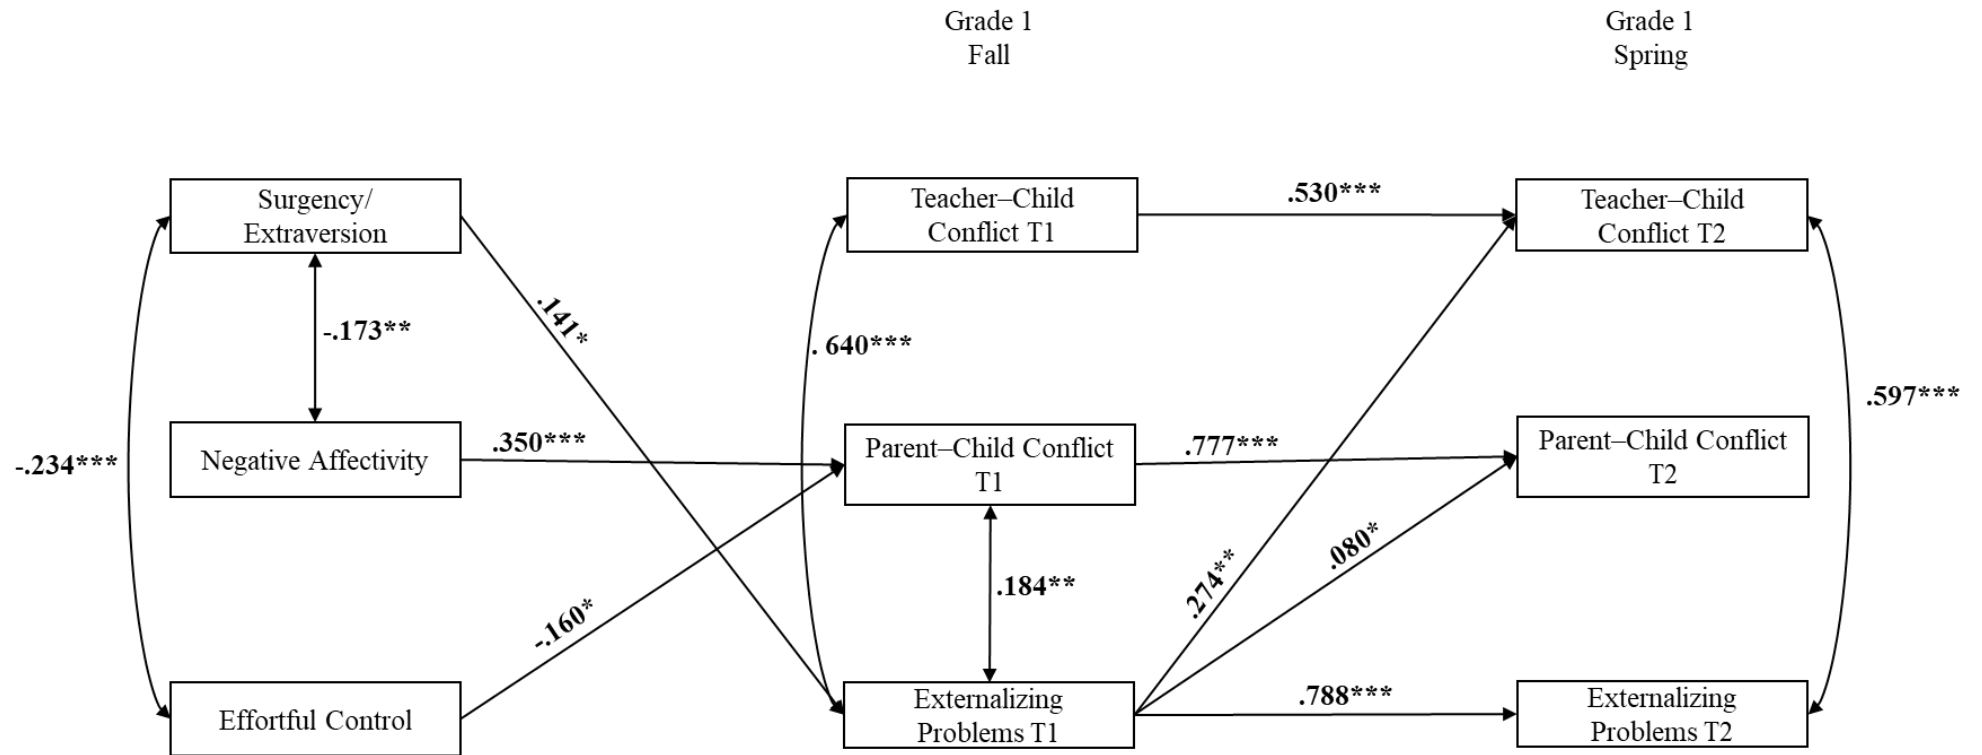 Grade 1
Fall
Grade 1
Spring
Surgency/
Extraversion
Teacher–Child
Conflict T1
.530***
Teacher–Child
Conflict T2
-.173**
.141*
. 640***
.597***
Negative Affectivity
.350***
Parent–Child Conflict
T1
.777***
Parent–Child Conflict
T2
-.234***
-.160*
.184**
.274**
.080*
Effortful Control
Externalizing
Problems T1
.788***
Externalizing
Problems T2